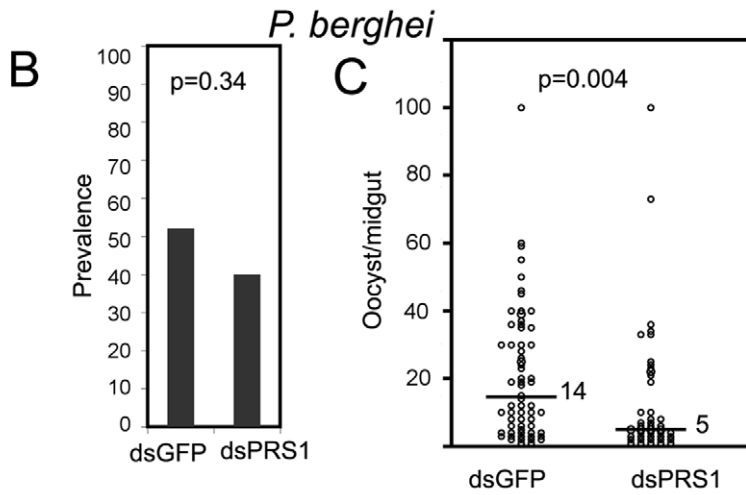 P. berghei
B
p=0.34
Prevalence
100
90
80
70
60
50
40
30
20
10
0
dsGFP dsPRS1
C
p=0.004
Oocyst/midgut
100
80
60
40
20
14
5
dsGFP dsPRS1